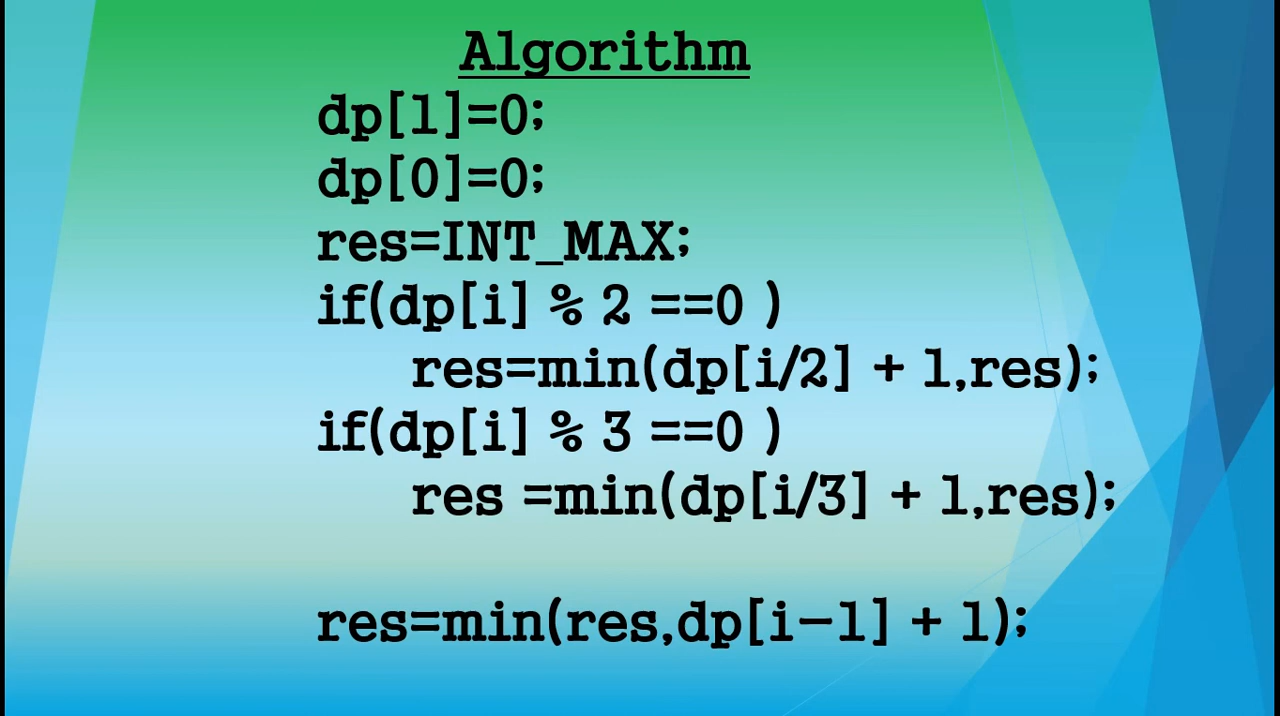 Algorithm
dp[1]=0;
dp[0]=0;
res=INT_MAX;
if(dp[i] % 2 ==0 )
res=min(dp[i/2] + 1,res);
if(dp[i] % 3 ==0 )
res =min(dp[i/3] + 1,res);
res=min(res,dp[i-1] + 1);